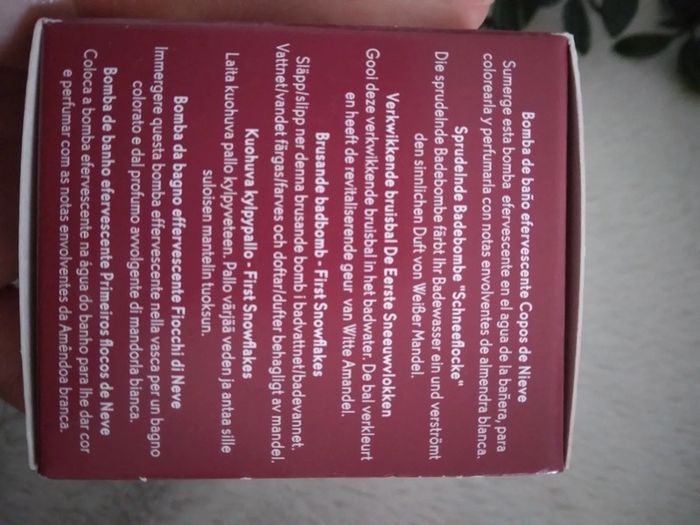 Bomba de baño efervescente Copos de Nieve
Sumerge esta bomba efervescente en el agua de la bañera, para
colorearla y perfumarla con notas envolventes de almendra blanca.
Sprudelnde Badebombe "Schneeflocke"
Die sprudelnde Badebombe färbt Ihr Badewasser ein und verströmt
den sinnlichen Duft von Weißer Mandel.
Verkwikkende bruisbal De Eerste Sneeuwvlokken
Gooi deze verkwikkende bruisbal in het badwater. De bal verkleurt
en heeft de revitaliserende geur van Witte Amandel.
Brusande badbomb - First Snowflakes
Släpp/slipp ner denna brusande bomb i badvattnet/badevannet.
Vattnet/vandet färgas/farves och doftar/dufter behagligt av mandel.
Kuohuva kylpypallo - First Snowflakes
Laita kuohuva pallo kylpyveteen. Pallo värjää veden ja antaa sille
suloisen mantelin tuoksun.
Bomba da bagno effervescente Fiocchi di Neve
Immergere questa bomba effervescente nella vasca per un bagno
colorato e dal profumo avvolgente di mandorla bianca.
Bomba de banho efervescente Primeiros flocos de Neve
Coloca a bomba efervescente na água do banho para lhe dar cor
e perfumar com as notas envolventes da Amêndoa branca.